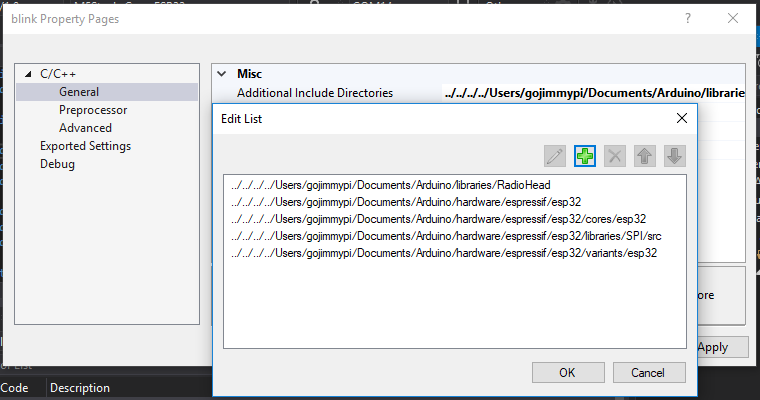 blink Property Pages
C/C++
General
Preprocessor
Advanced
Exported Settings
Debug
Misc
Additional Include Directories
../../../../Users/gojimmypi/Documents/Arduino/librarie
Edit List
../../../../Users/gojimmypi/Documents/Arduino/libraries/RadioHead
../../../../Users/gojimmypi/Documents/Arduino/hardware/espressif/esp32
../../../../Users/gojimmypi/Documents/Arduino/hardware/espressif/esp32/cores/esp32
../../../../Users/gojimmypi/Documents/Arduino/hardware/espressif/esp32/libraries/SPI/src
../../../../Users/gojimmypi/Documents/Arduino/hardware/espressif/esp32/variants/esp32
ore
Apply
OK
Cancel
Code Description